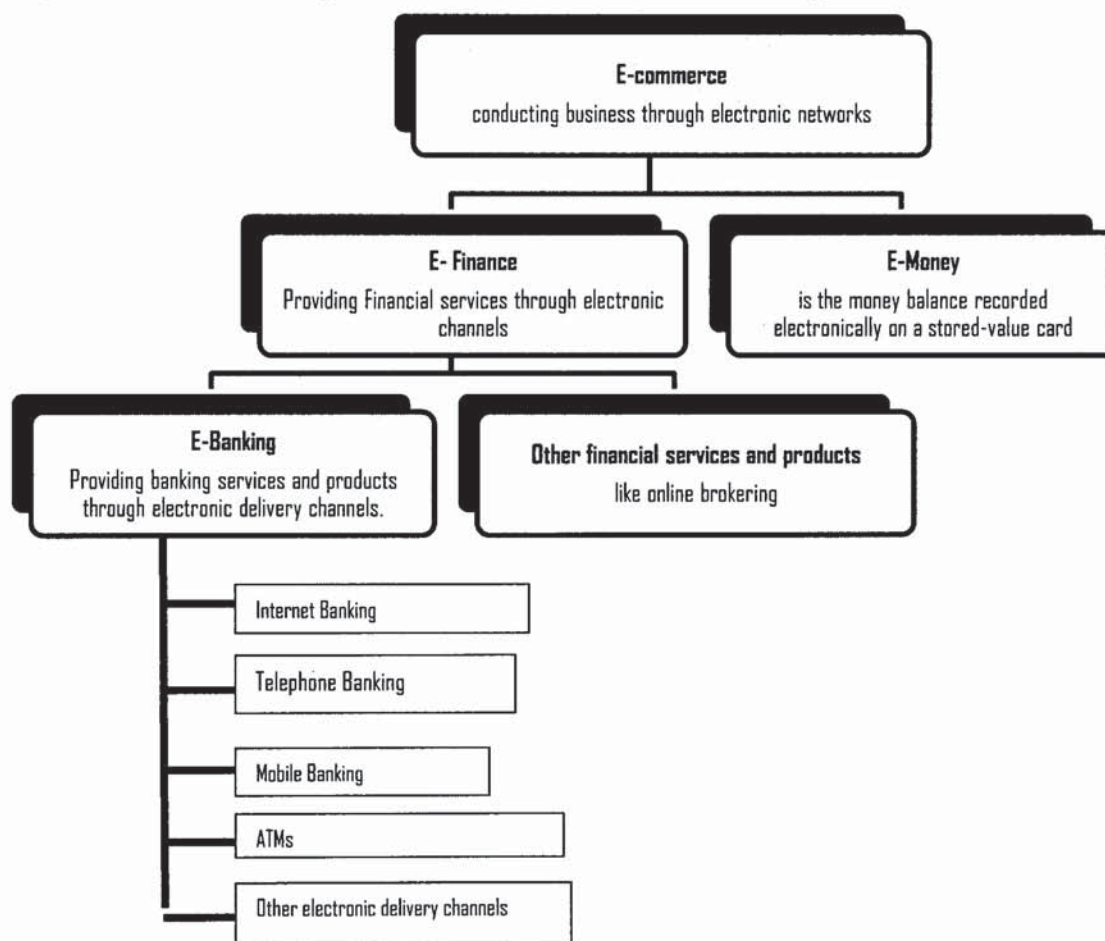 E-commerce
conducting business through electronic networks
E- Finance
Providing Financial services through electronic
channels
E-Money
is the money balance recorded
electronically on a stored-value card
E-Banking
Providing banking services and products
through electronic delivery channels.
Other financial services and products
like online brokering
Internet Banking
Telephone Banking
Mobile Banking
ATMs
Other electronic delivery channels